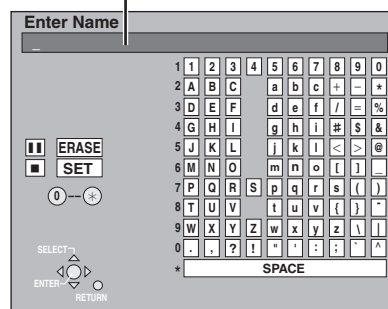 Enter Name
_
1 1 2 3 4 5 6 7 8 9 0
2 A B C a b c + − *
3 D E F d e f / = %
4 G H I g h i # $ &
ERASE
5 J K L j k l < > @
SET
6 M N O m n o [ ] _
0 -- *
7 P Q R S p q r s ( )
8 T U V t u v { } ~
9 W X Y Z w x y z \ |
0 . , ? ! " ' : ; ` ^
* SPACE
SELECT
ENTER
RETURN